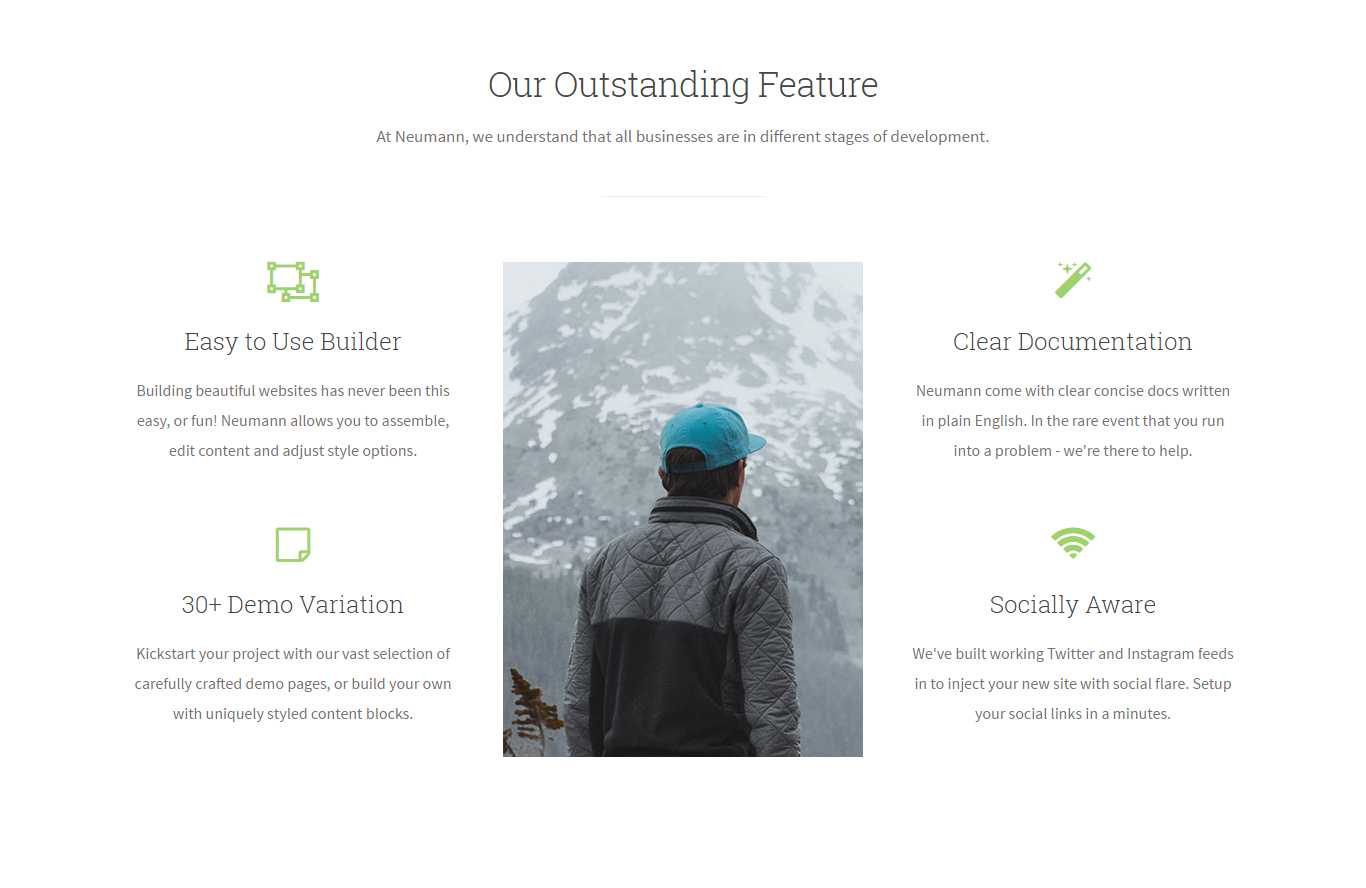 Our Outstanding Feature
At Neumann, we understand that all businesses are in different stages of development.
Easy to Use Builder
Building beautiful websites has never been this
easy, or fun! Neumann allows you to assemble,
edit content and adjust style options.
30+ Demo Variation
Kickstart your project with our vast selection of
carefully crafted demo pages, or build your own
with uniquely styled content blocks.
Clear Documentation
Neumann come with clear concise docs written
in plain English. In the rare event that you run
into a problem - we're there to help.
Socially Aware
We've built working Twitter and Instagram feeds
in to inject your new site with social flare. Setup
your social links in a minutes.